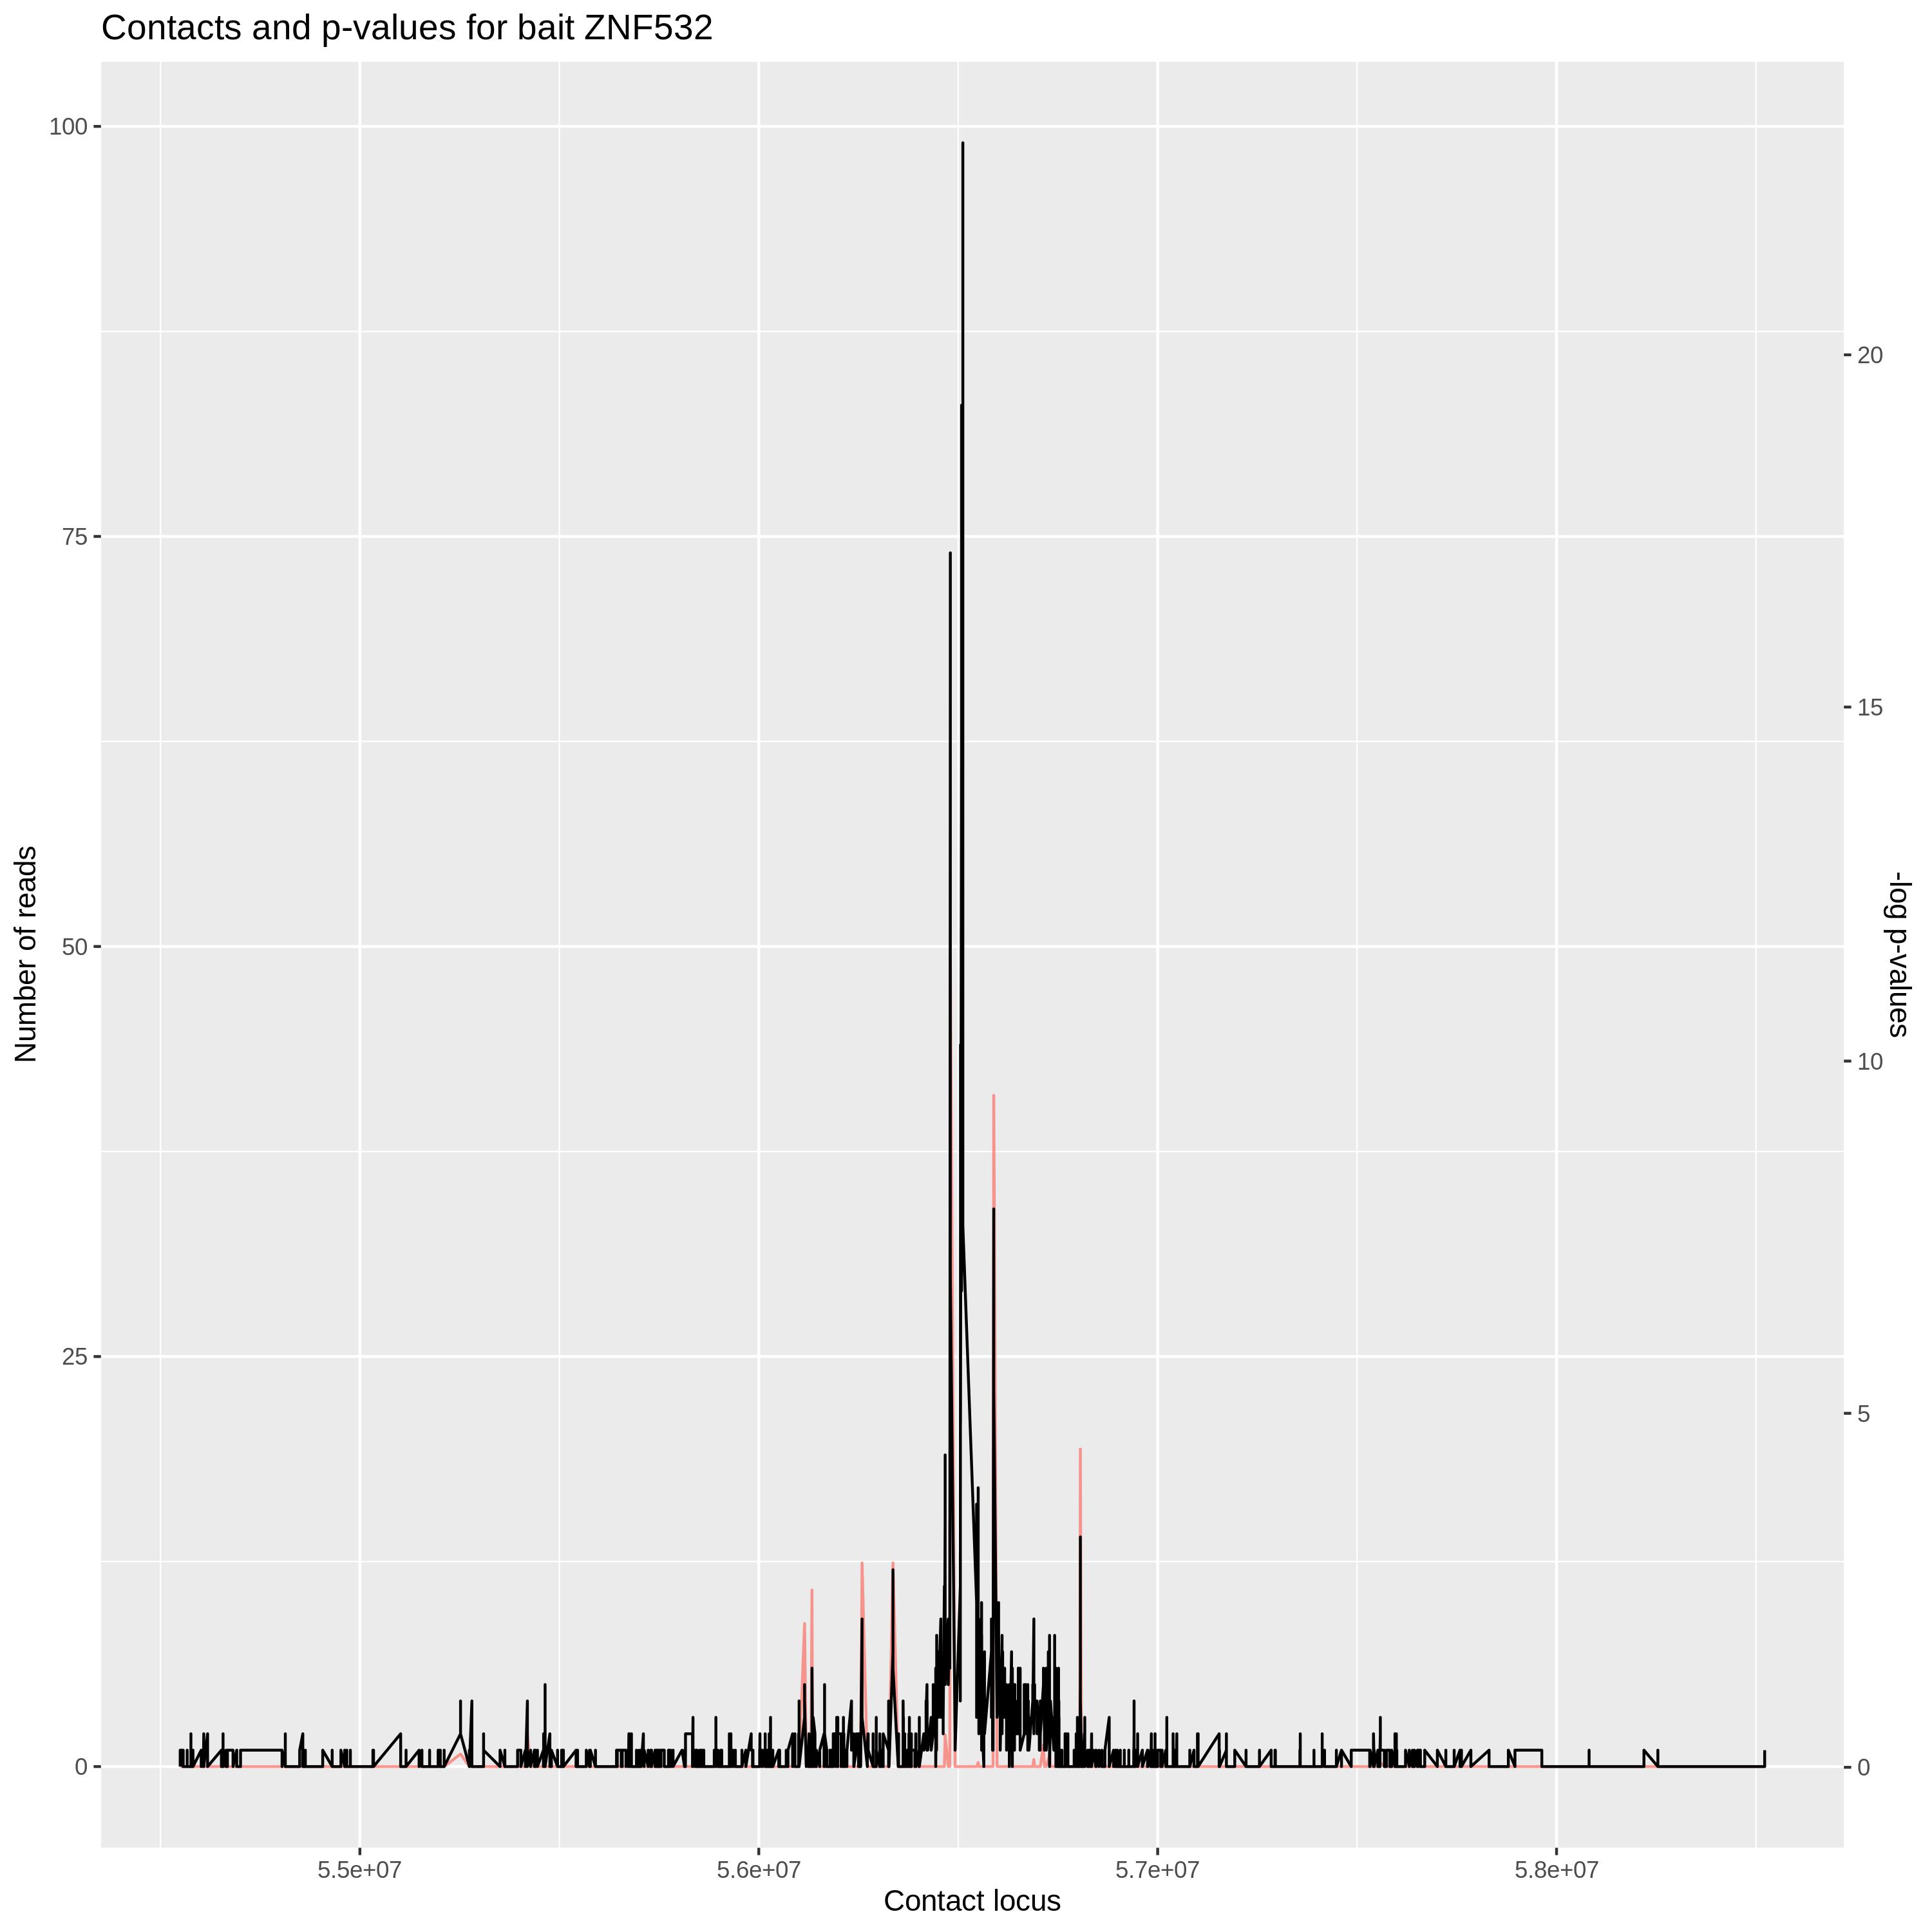 Contacts and p-values for bait ZNF532
100
75
50
25
0
Number of reads
20
15
10
5
0
-log p-values
5.5e+07
5.6e+07
5.7e+07
5.8e+07
Contact locus